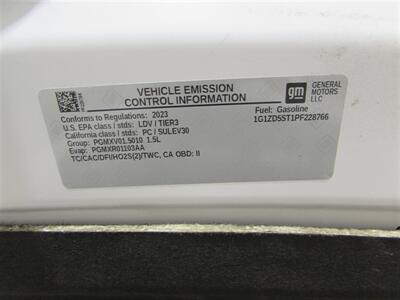 VEHICLE EMISSION
CONTROL INFORMATION
gm
GENERAL
MOTORS
LLC
Conforms to Regulations: 2023
Fuel: Gasoline
U.S. EPA class / stds: LDV / TIER3
1G1ZD5ST1PF228766
California class / stds: PC / SULEV30
Group: PGMXV01.5010 1.5L
Evap: PGMXR01103AA
TC/CAC/DFI/HO2S(2)/TWC, CA OBD: II